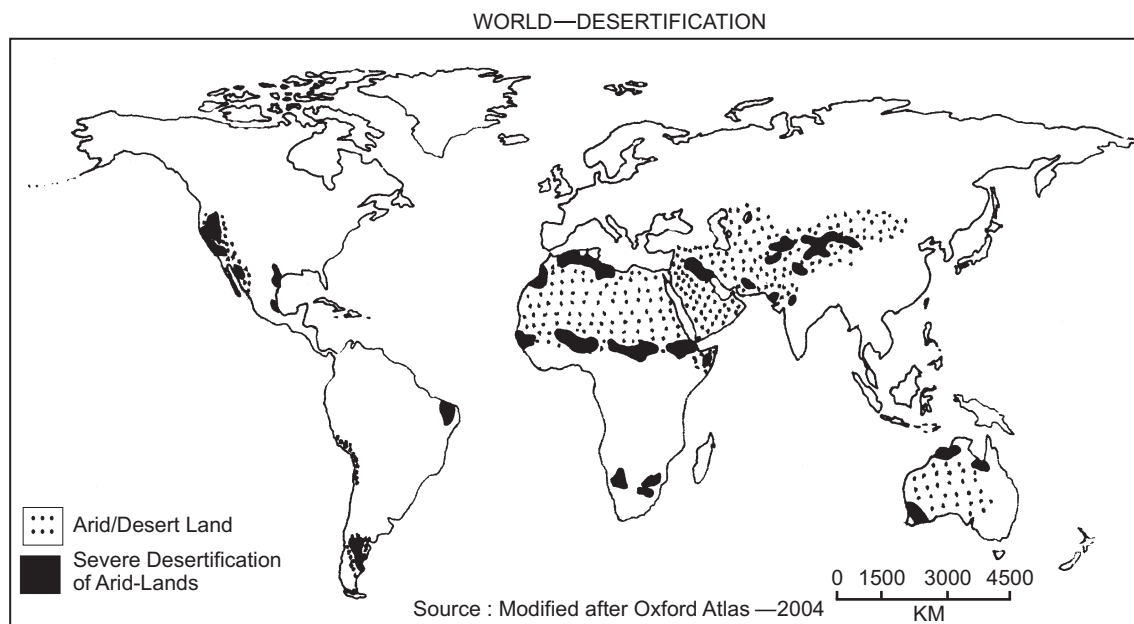 WORLD—DESERTIFICATION
Arid/Desert Land
Severe Desertification
of Arid-Lands
Source : Modified after Oxford Atlas —2004
0 1500 3000 4500
KM